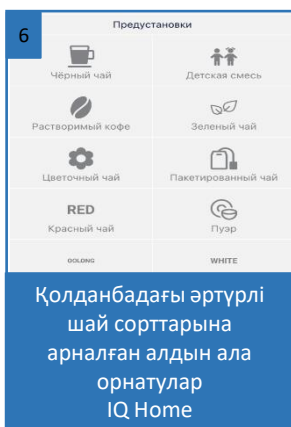 6
Предустановки
Чёрный чай
Детская смесь
Растворимый кофе
Зеленый чай
Цветочный чай
Пакетированный чай
RED
Красный чай
Пуэр
OOLONG
WHITE
Қолданбадағы әртүрлі
шай сорттарына
арналған алдын ала
орнатулар
IQ Home